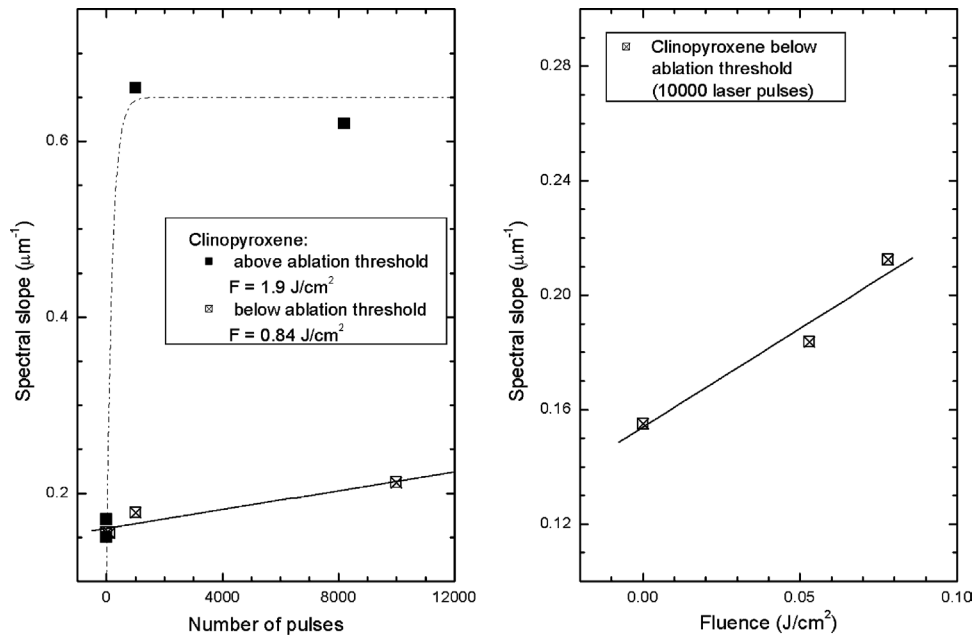 Spectral slope (μm⁻¹)
0.6
0.4
0.2
Clinopyroxene:
above ablation threshold
F = 1.9 J/cm²
below ablation threshold
F = 0.84 J/cm²
0
4000
8000
12000
Number of pulses
Spectral slope (μm⁻¹)
0.28
0.24
0.20
0.16
0.12
Clinopyroxene below
ablation threshold
(10000 laser pulses)
0.00
0.05
0.10
Fluence (J/cm²)